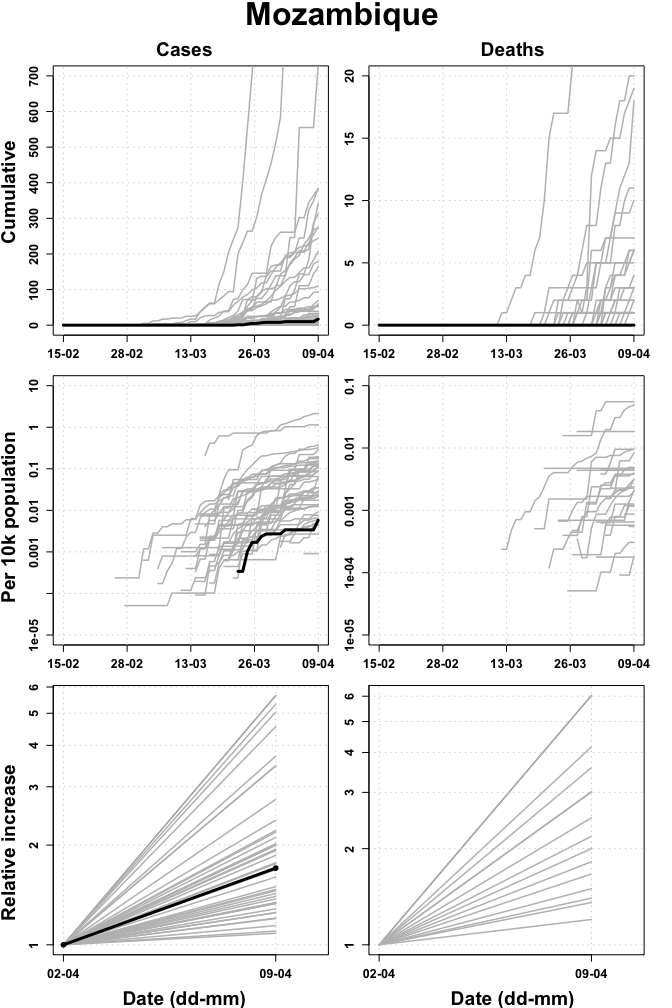 Mozambique
Cases
Deaths
Cumulative
700
600
500
400
300
200
100
0
15-02 28-02 13-03 26-03 09-04
20
15
10
5
0
15-02 28-02 13-03 26-03 09-04
Per 10k population
10
1
0.1
0.01
0.001
1e-05
15-02 28-02 13-03 26-03 09-04
0.1
0.01
0.001
1e-04
1e-05
15-02 28-02 13-03 26-03 09-04
Relative increase
6
5
4
3
2
1
02-04 09-04
Date (dd-mm)
6
5
4
3
2
1
02-04 09-04
Date (dd-mm)